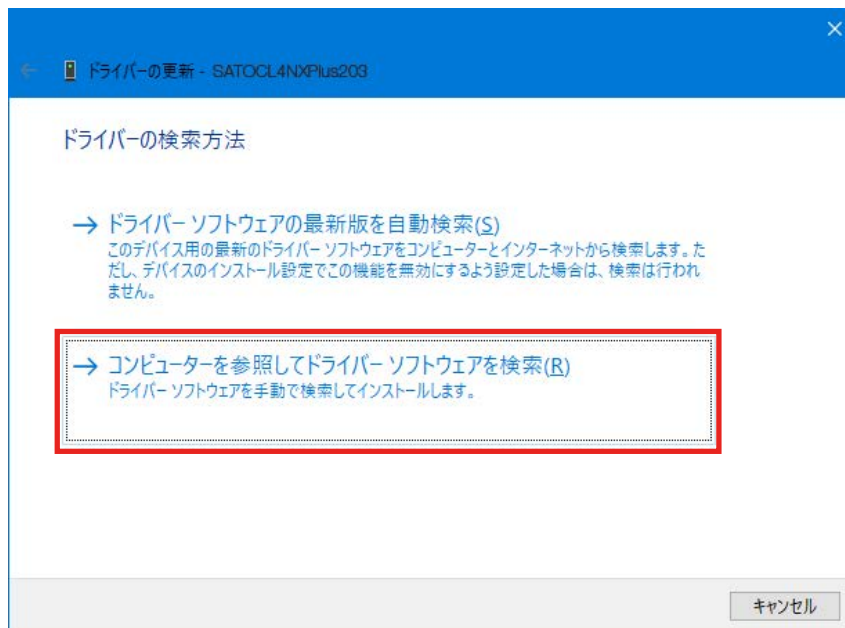 ドライバーの更新 - SATOCL4NXPlus203
ドライバーの検索方法
→ ドライバー ソフトウェアの最新版を自動検索(S)
このデバイス用の最新のドライバー ソフトウェアをコンピューターとインターネットから検索します。た
だし、デバイスのインストール設定でこの機能を無効にするよう設定した場合は、検索は行われ
ません。
→ コンピューターを参照してドライバー ソフトウェアを検索(R)
ドライバー ソフトウェアを手動で検索してインストールします。
キャンセル